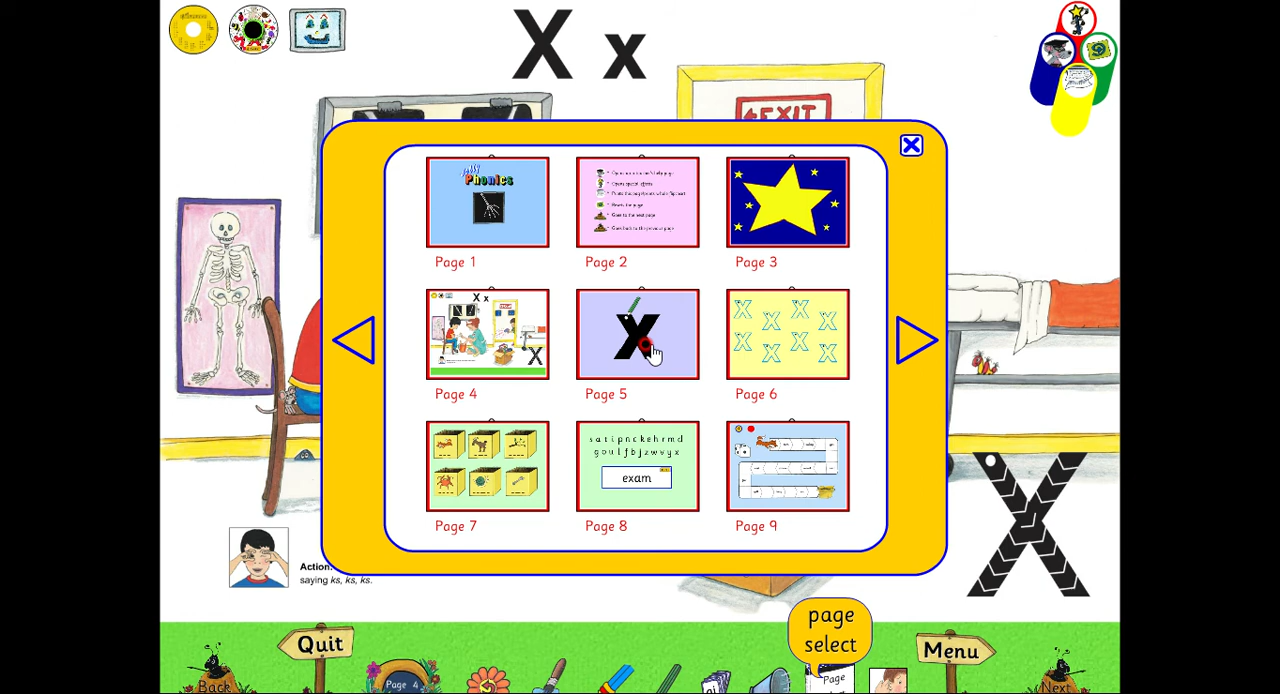 X x
EXIT
Jolly
Phonics
Page 1
Page 2
Page 3
X x
Page 4
x
Page 5
X X X X
X X X X
Page 6
Page 7
s a t i p n c k e h r m d
g o u l f b j z w v y x
exam
Page 8
Page 9
X
Action:
saying ks, ks, ks.
page
select
Quit
Menu
Back
Page 4
Page
Next